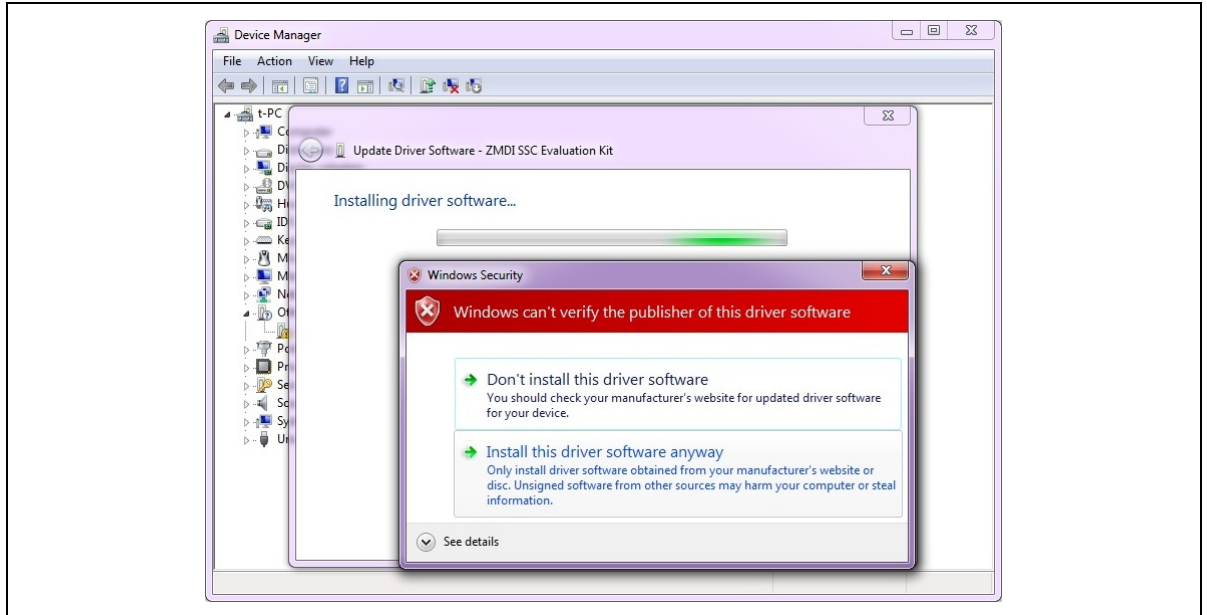 Device Manager
File Action View Help
t-PC
Update Driver Software - ZMDI SSC Evaluation Kit
Installing driver software...
Windows Security
Windows can't verify the publisher of this driver software
Don't install this driver software
You should check your manufacturer's website for updated driver software
for your device.
Install this driver software anyway
Only install driver software obtained from your manufacturer's website or
disc. Unsigned software from other sources may harm your computer or steal
information.
See details